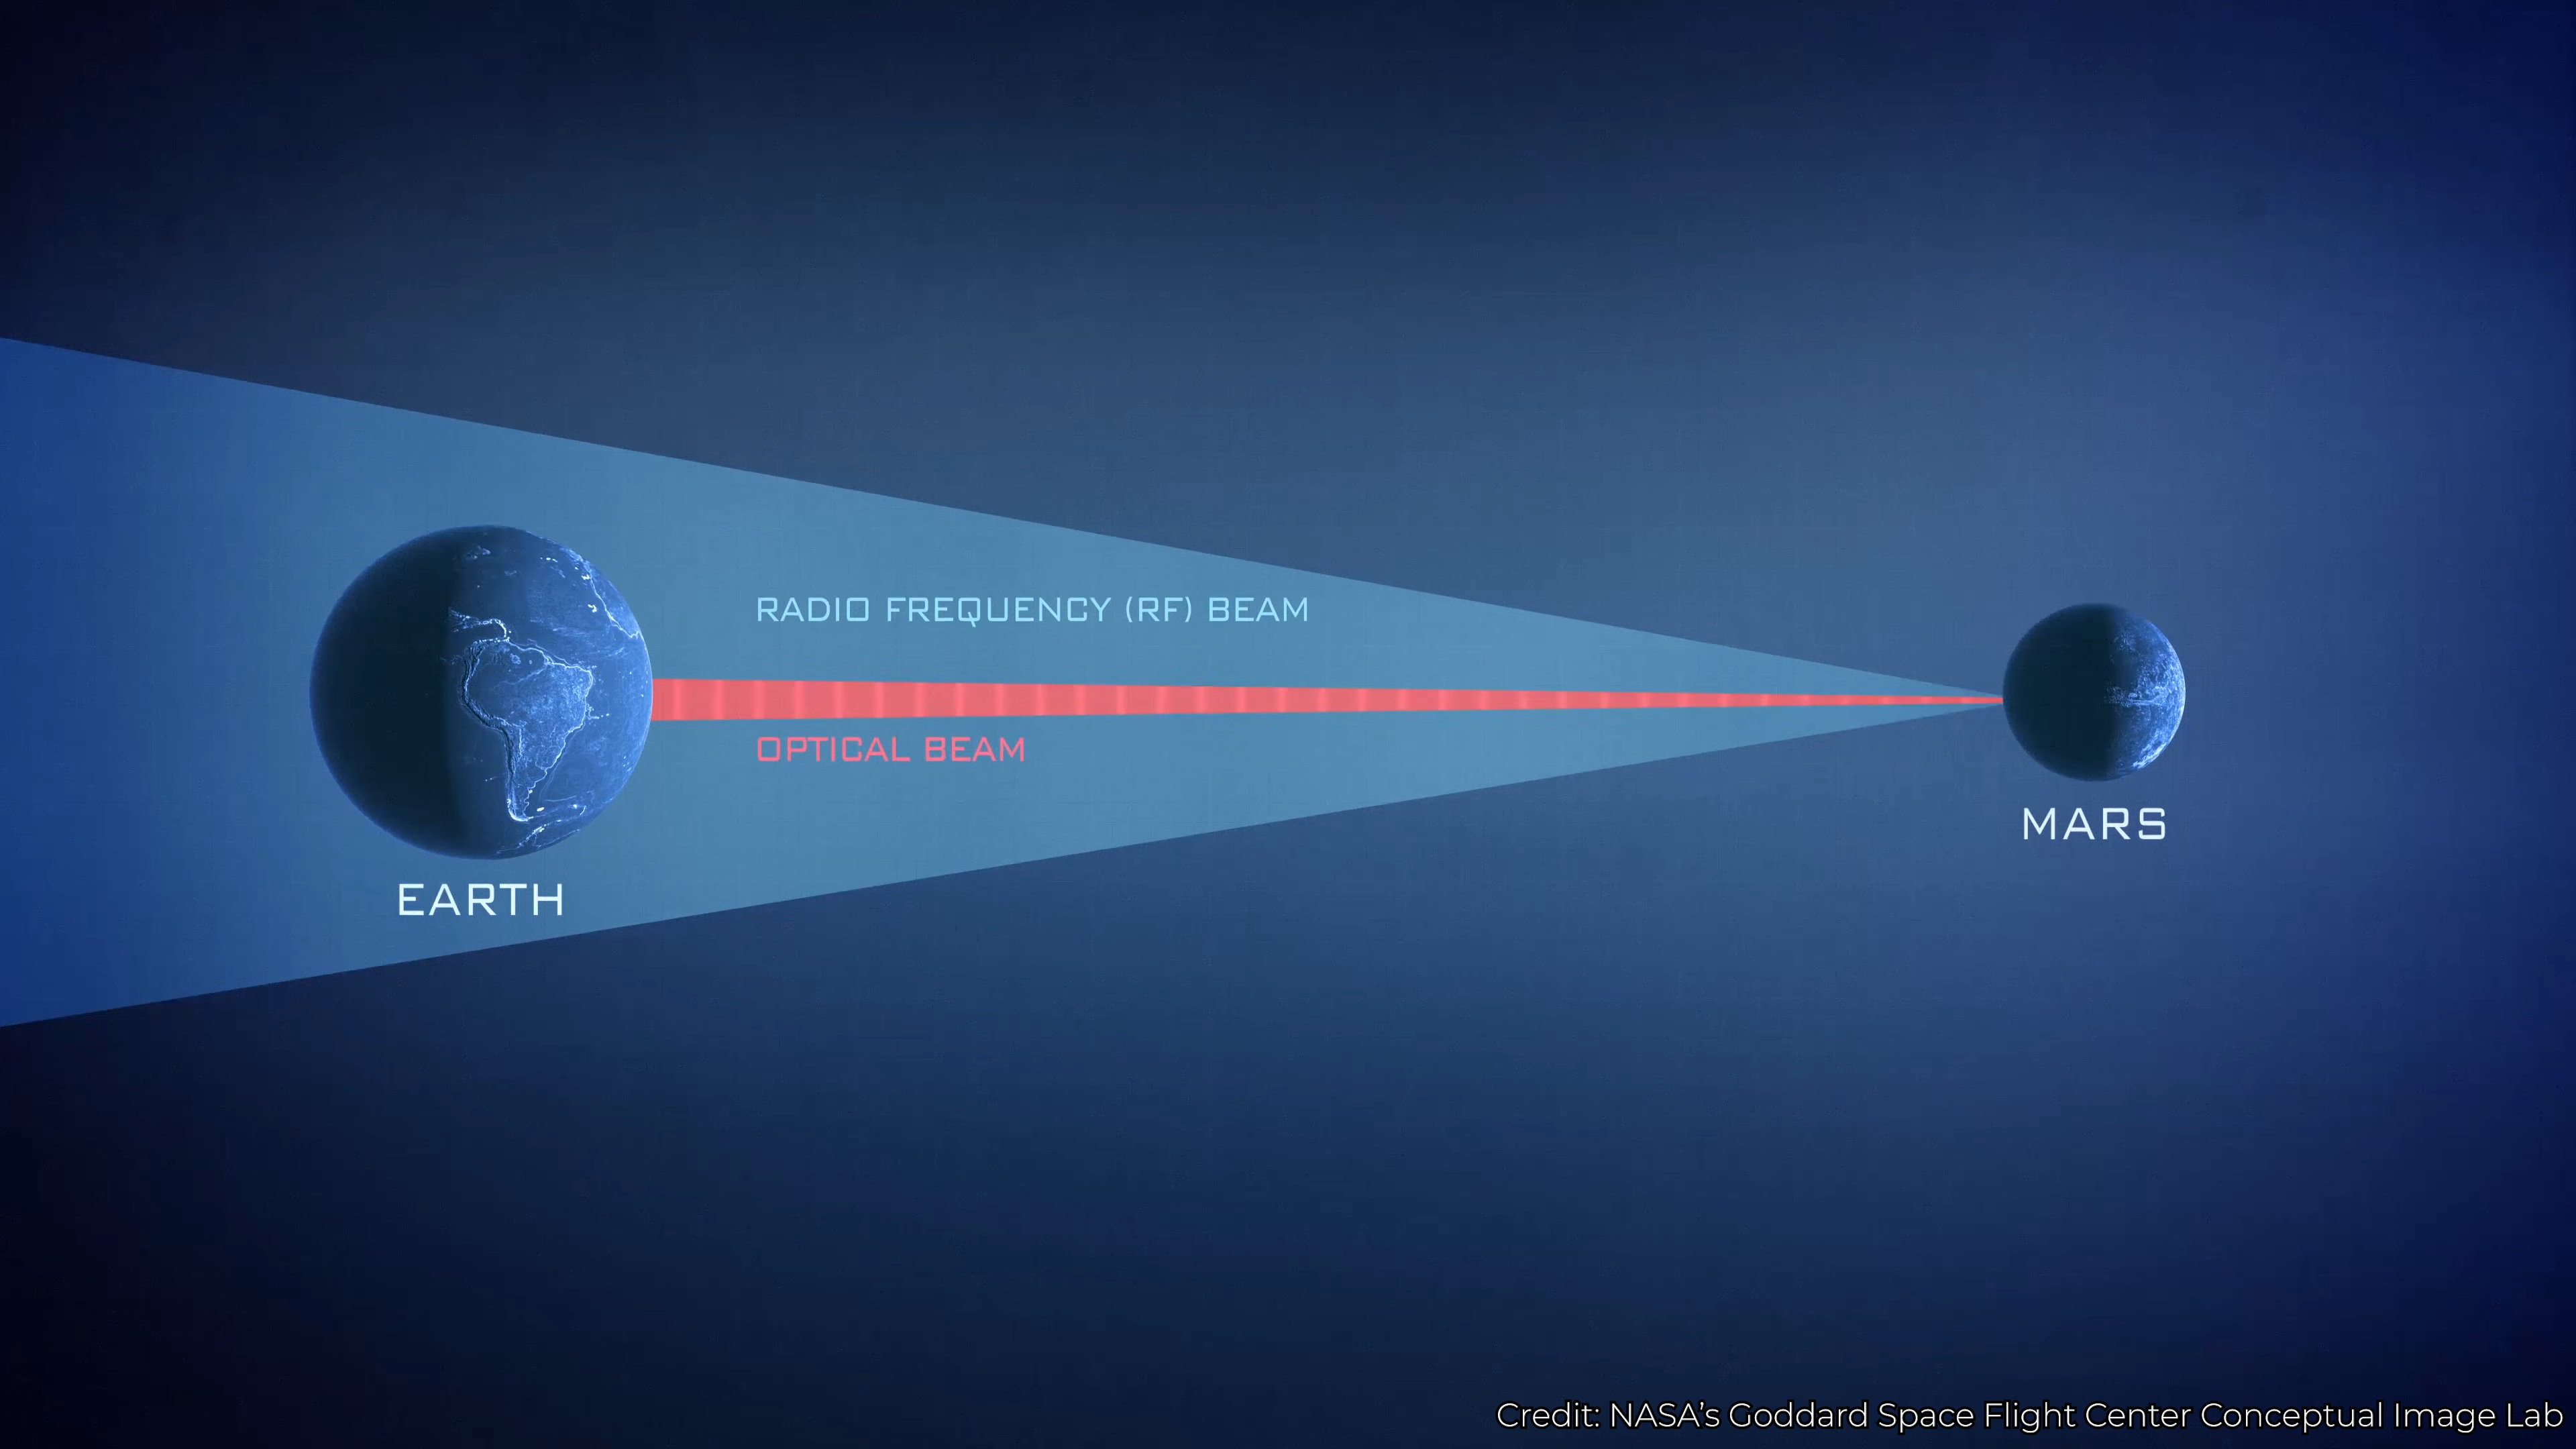 RADIO FREQUENCY (RF) BEAM
OPTICAL BEAM
MARS
EARTH
Credit: NASA’s Goddard Space Flight Center Conceptual Image Lab